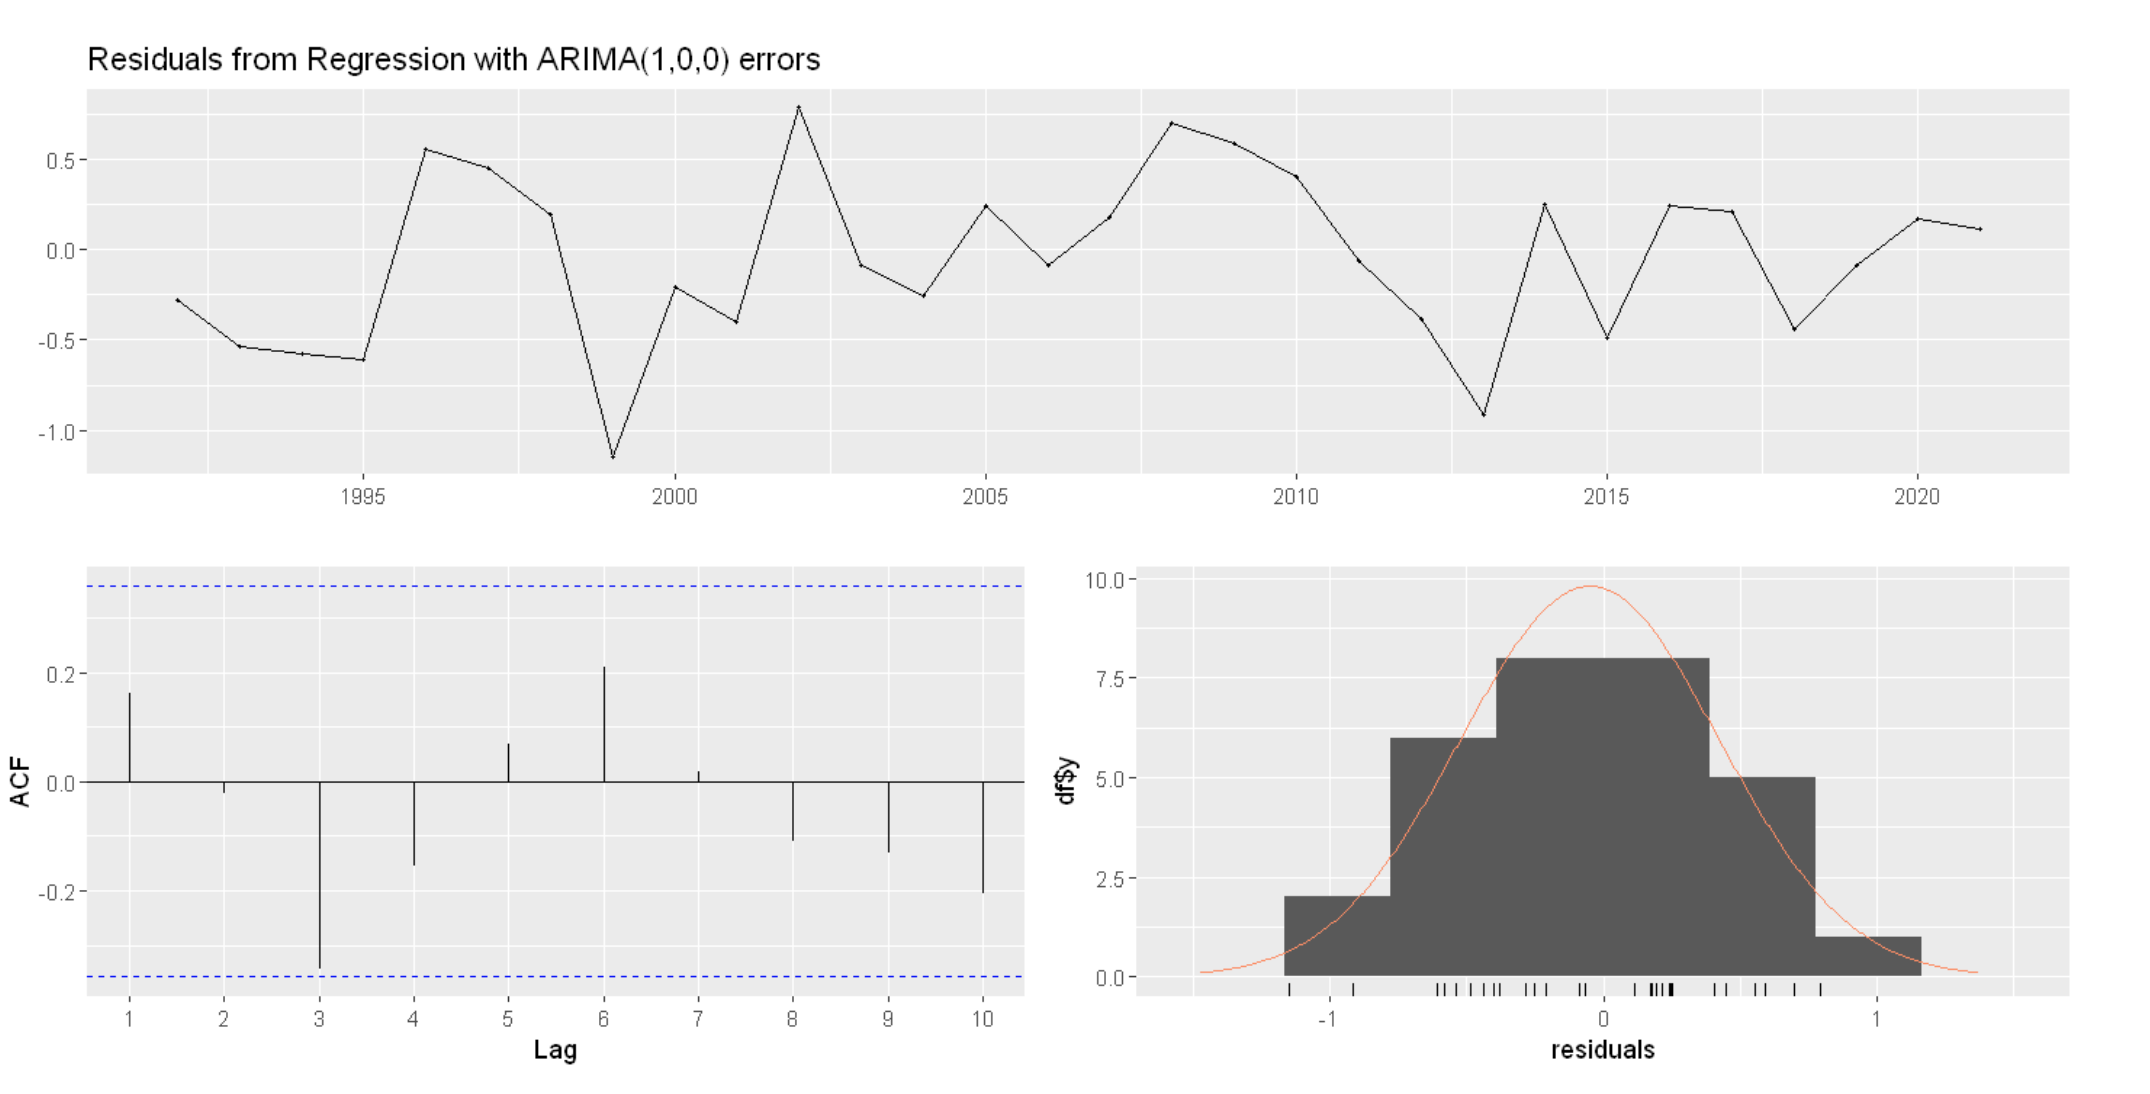 Residuals from Regression with ARIMA(1,0,0) errors
0.5
0.0
-0.5
-1.0
1995 2000 2005 2010 2015 2020
ACF
0.2
0.0
-0.2
1 2 3 4 5 6 7 8 9 10
Lag
df$y
10.0
7.5
5.0
2.5
0.0
-1 0 1
residuals